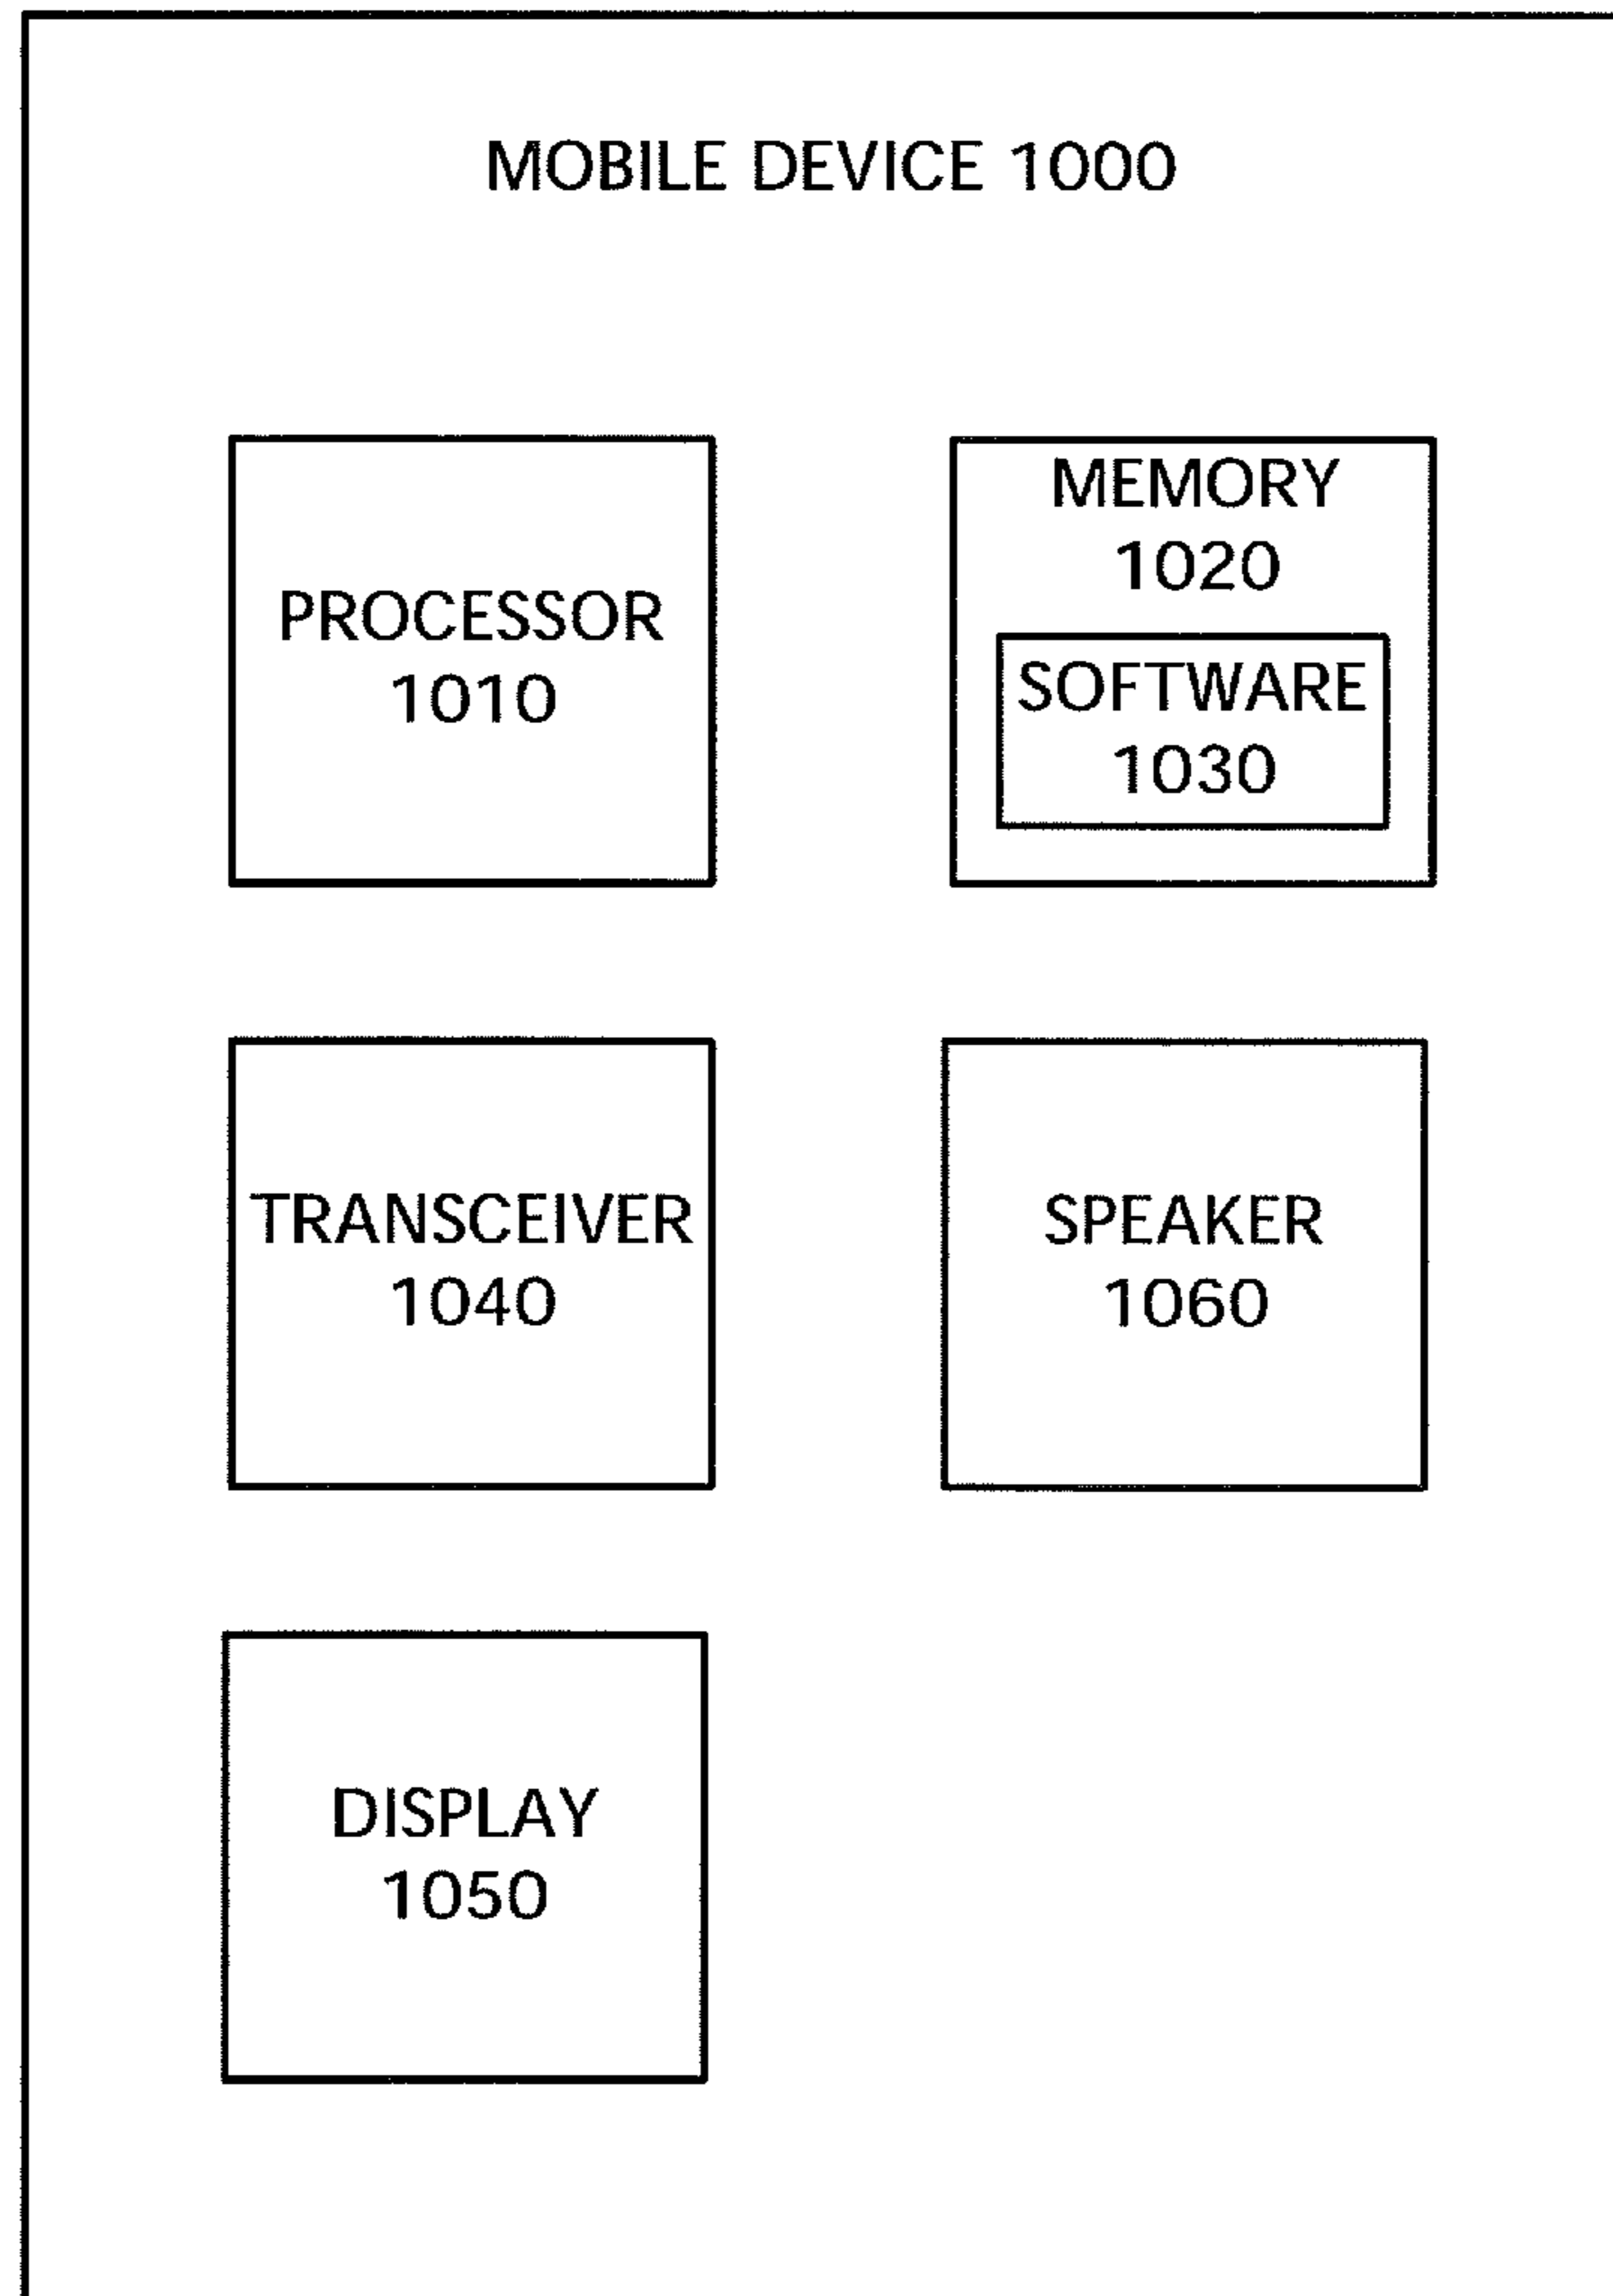 MOBILE DEVICE 1000
PROCESSOR
1010
MEMORY
1020
SOFTWARE
1030
TRANSCEIVER
1040
SPEAKER
1060
DISPLAY
1050